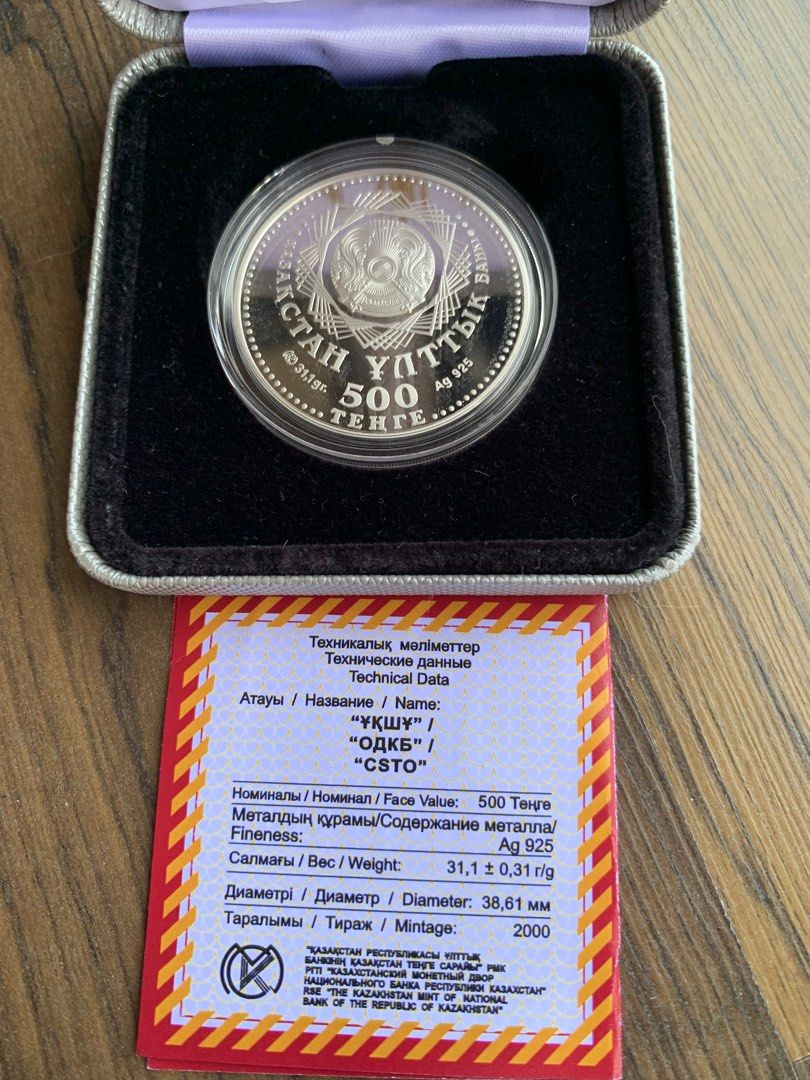 ҚАЗАҚСТАН ҰЛТТЫҚ БАНКІ
31,1gr.
Ag 925
500
ТЕҢГЕ
ҚАЗАҚСТАН
Техникалық мәліметтер
Технические данные
Technical Data
Атауы / Название / Name:
“ҰҚШҰ” /
“ОДКБ” /
“CSTO”
Номиналы / Номинал / Face Value: 500 Теңге
Металдың құрамы/Содержание металла/
Fineness: Ag 925
Салмағы / Вес / Weight: 31,1 ± 0,31 г/g
Диаметрі / Диаметр / Diameter: 38,61 мм
Таралымы / Тираж / Mintage: 2000
"ҚАЗАҚСТАН РЕСПУБЛИКАСЫ ҰЛТТЫҚ
БАНКІНІҢ ҚАЗАҚСТАН ТЕҢГЕ САРАЙЫ" РМК
РГП "КАЗАХСТАНСКИЙ МОНЕТНЫЙ ДВОР
НАЦИОНАЛЬНОГО БАНКА РЕСПУБЛИКИ КАЗАХСТАН"
RSE "THE KAZAKHSTAN MINT OF NATIONAL
BANK OF THE REPUBLIC OF KAZAKHSTAN"